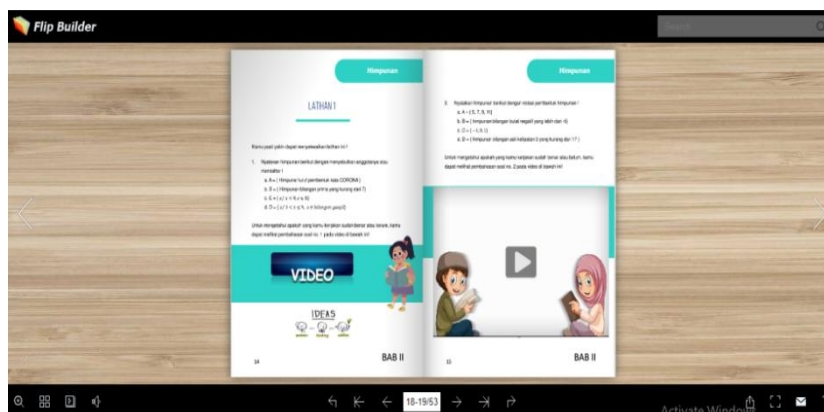 Flip Builder
Search
Himpunan
LATIHAN 1
Kamu pasti yakin dapat menyelesaikan latihan ini!
1. Nyatakan himpunan berikut dengan menyebutkan anggotanya atau
mendaftar !
a. A = { Himpunan huruf pembentuk kata CORONA }
b. B = { Himpunan bilangan prima yang kurang dari 7}
Untuk mengetahui apakah yang kamu kerjakan sudah benar atau belum, kamu
dapat melihat pembahasan soal no. 1 pada video di bawah ini!
VIDEO
IDEAS
14
BAB II
Himpunan
2. Nyatakan himpunan berikut dengan notasi pembentuk himpunan !
b. B = { himpunan bilangan bulat negatif yang lebih dari
d. D = { Himpunan bilangan asli kelipatan 3 yang kurang dari 17 }
Untuk mengetahui apakah yang kamu kerjakan sudah benar atau belum, kamu
dapat melihat pembahasan soal no. 2 pada video di bawah ini!
15
BAB II
18-19/53
Activate Windows